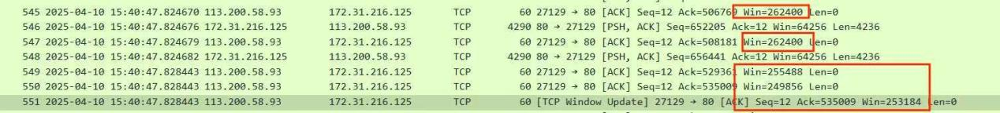 545 2025-04-10 15:40:47.824670 113.200.58.93 172.31.216.125 TCP 60 27129 → 80 [ACK] Seq=12 Ack=506769 Win=262400 Len=0
546 2025-04-10 15:40:47.824676 172.31.216.125 113.200.58.93 TCP 4290 80 → 27129 [PSH, ACK] Seq=652205 Ack=12 Win=64256 Len=4236
547 2025-04-10 15:40:47.824679 113.200.58.93 172.31.216.125 TCP 60 27129 → 80 [ACK] Seq=12 Ack=508181 Win=262400 Len=0
548 2025-04-10 15:40:47.824682 172.31.216.125 113.200.58.93 TCP 4290 80 → 27129 [PSH, ACK] Seq=656441 Ack=12 Win=64256 Len=4236
549 2025-04-10 15:40:47.828443 113.200.58.93 172.31.216.125 TCP 60 27129 → 80 [ACK] Seq=12 Ack=529361 Win=255488 Len=0
550 2025-04-10 15:40:47.828443 113.200.58.93 172.31.216.125 TCP 60 27129 → 80 [ACK] Seq=12 Ack=535009 Win=249856 Len=0
551 2025-04-10 15:40:47.828443 113.200.58.93 172.31.216.125 TCP 60 [TCP Window Update] 27129 → 80 [ACK] Seq=12 Ack=535009 Win=253184 Len=0